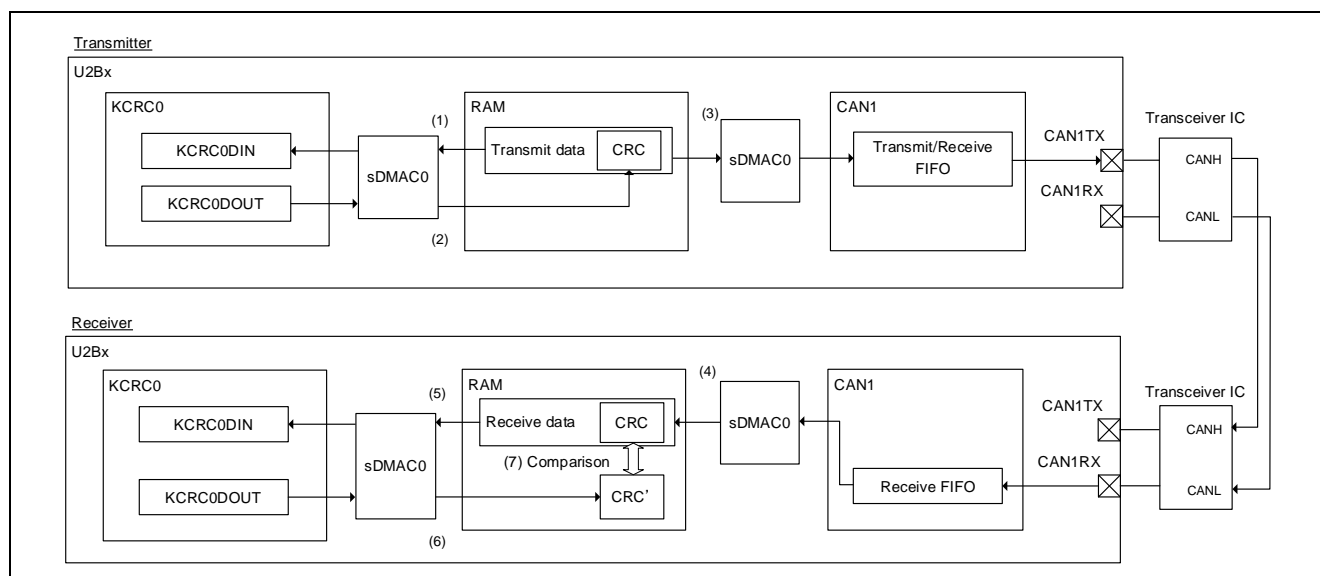 Transmitter
U2Bx
KCRC0
KCRC0DIN
KCRC0DOUT
(1)
sDMAC0
(2)
RAM
Transmit data
CRC
(3)
sDMAC0
CAN1
Transmit/Receive
FIFO
CAN1TX
CAN1RX
Transceiver IC
CANH
CANL
Receiver
U2Bx
KCRC0
KCRC0DIN
KCRC0DOUT
(5)
sDMAC0
(6)
RAM
Receive data
CRC
(7) Comparison
CRC'
(4)
sDMAC0
CAN1
Receive FIFO
CAN1TX
CAN1RX
Transceiver IC
CANH
CANL